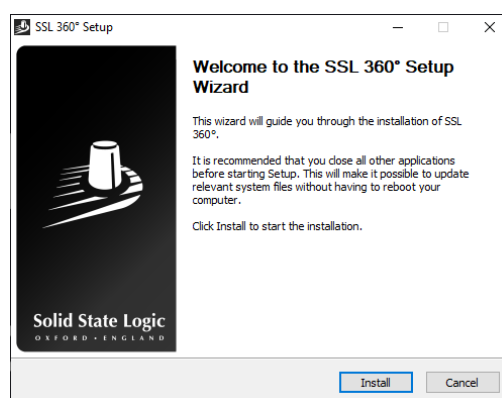 SSL 360° Setup
Welcome to the SSL 360° Setup
Wizard
This wizard will guide you through the installation of SSL
360°.
It is recommended that you close all other applications
before starting Setup. This will make it possible to update
relevant system files without having to reboot your
computer.
Click Install to start the installation.
Solid State Logic
OXFORD • ENGLAND
Install
Cancel